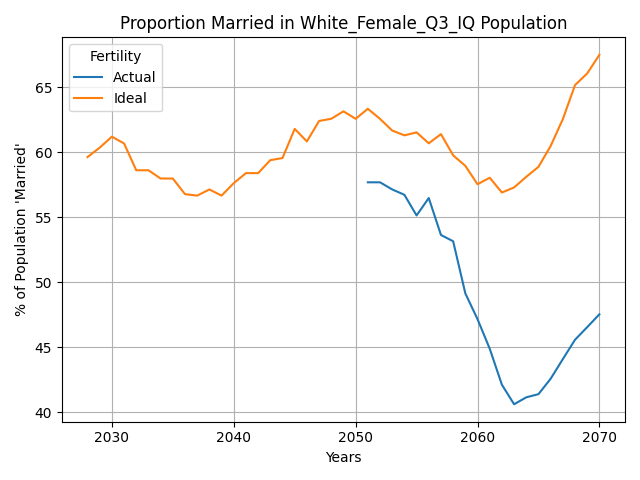 Proportion Married in White_Female_Q3_IQ Population
Fertility
Actual
Ideal
% of Population 'Married'
65
60
55
50
45
40
2030
2040
2050
2060
2070
Years